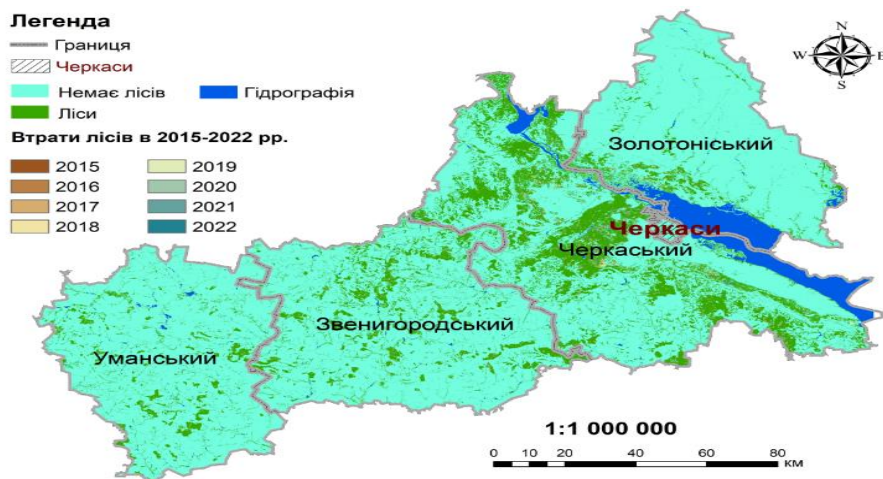 Легенда
Границя
Черкаси
Немає лісів
Гідрографія
Ліси
Втрати лісів в 2015-2022 рр.
2015
2019
2016
2020
2017
2021
2018
2022
N
W
E
S
Золотоніський
Черкаси
Черкаський
Звенигородський
Уманський
1:1 000 000
0 10 20 40 60 80
км